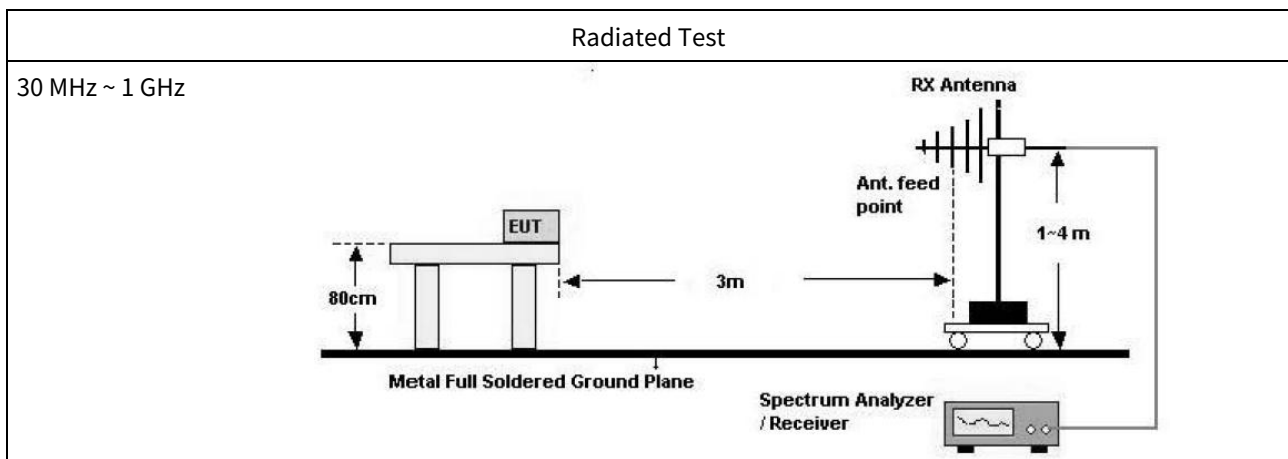 Radiated Test
30 MHz ~ 1 GHz
RX Antenna
Ant. feed
point
EUT
1~4 m
3m
80cm
Metal Full Soldered Ground Plane
Spectrum Analyzer
/ Receiver